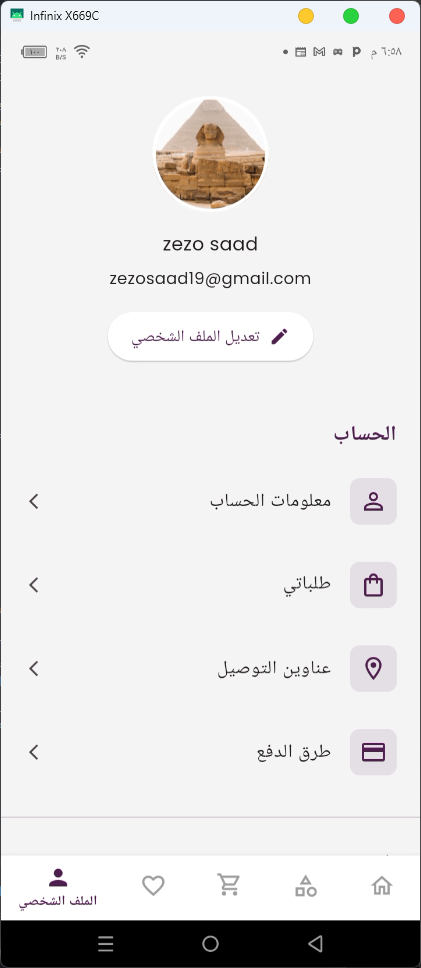 Infinix X669C
١٠٠
٢٠٨ B/S
٦:٥٨ م
zezo saad
zezosaad19@gmail.com
تعديل الملف الشخصي
الحساب
معلومات الحساب
طلباتي
عناوين التوصيل
طرق الدفع
الملف الشخصي